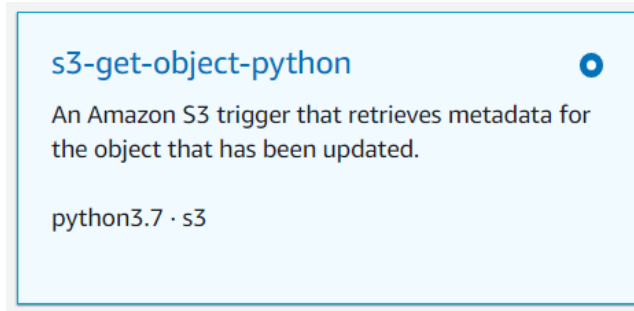 s3-get-object-python
An Amazon S3 trigger that retrieves metadata for
the object that has been updated.
python3.7 · s3